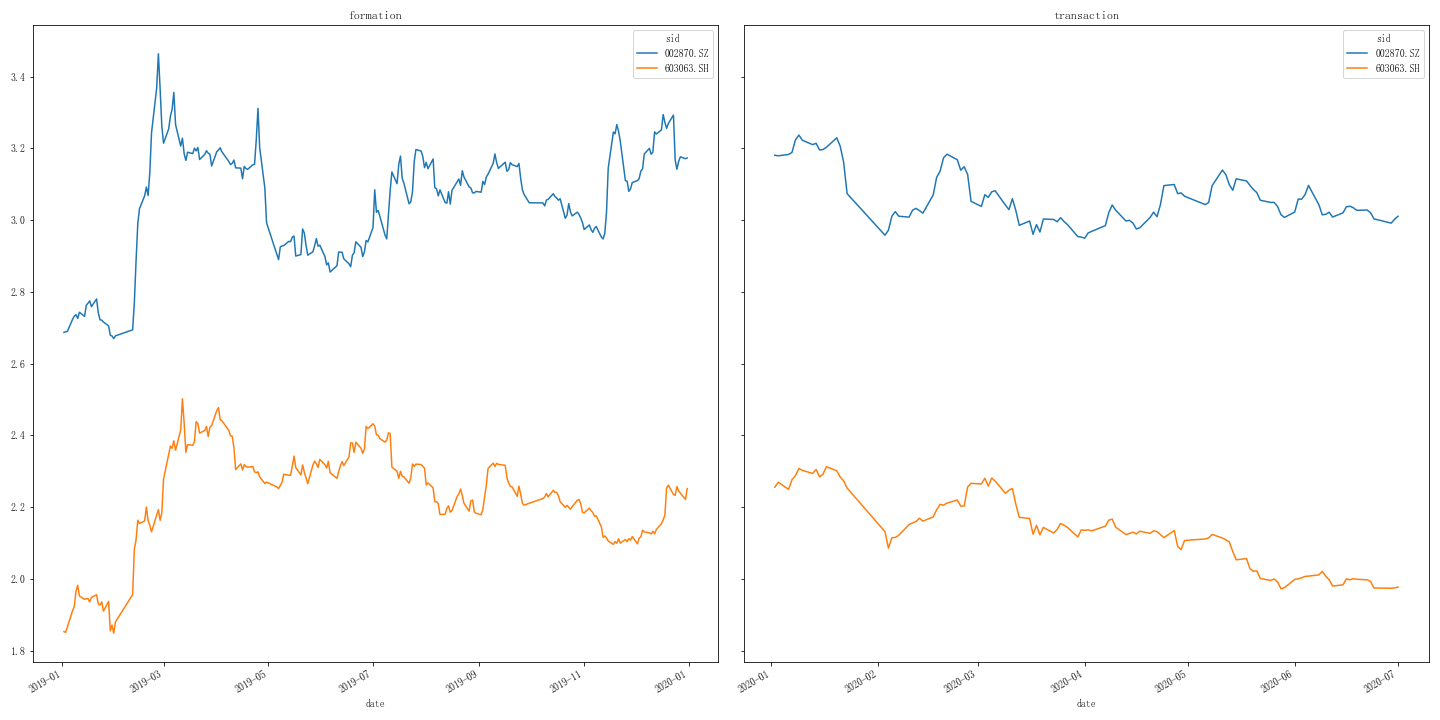 formation
sid
002870.SZ
603063.SH
3.4
3.2
3.0
2.8
2.6
2.4
2.2
2.0
1.8
2019-01
2019-03
2019-05
2019-07
2019-09
2019-11
2020-01
date
transaction
sid
002870.SZ
603063.SH
2020-01
2020-02
2020-03
2020-04
2020-05
2020-06
2020-07
date